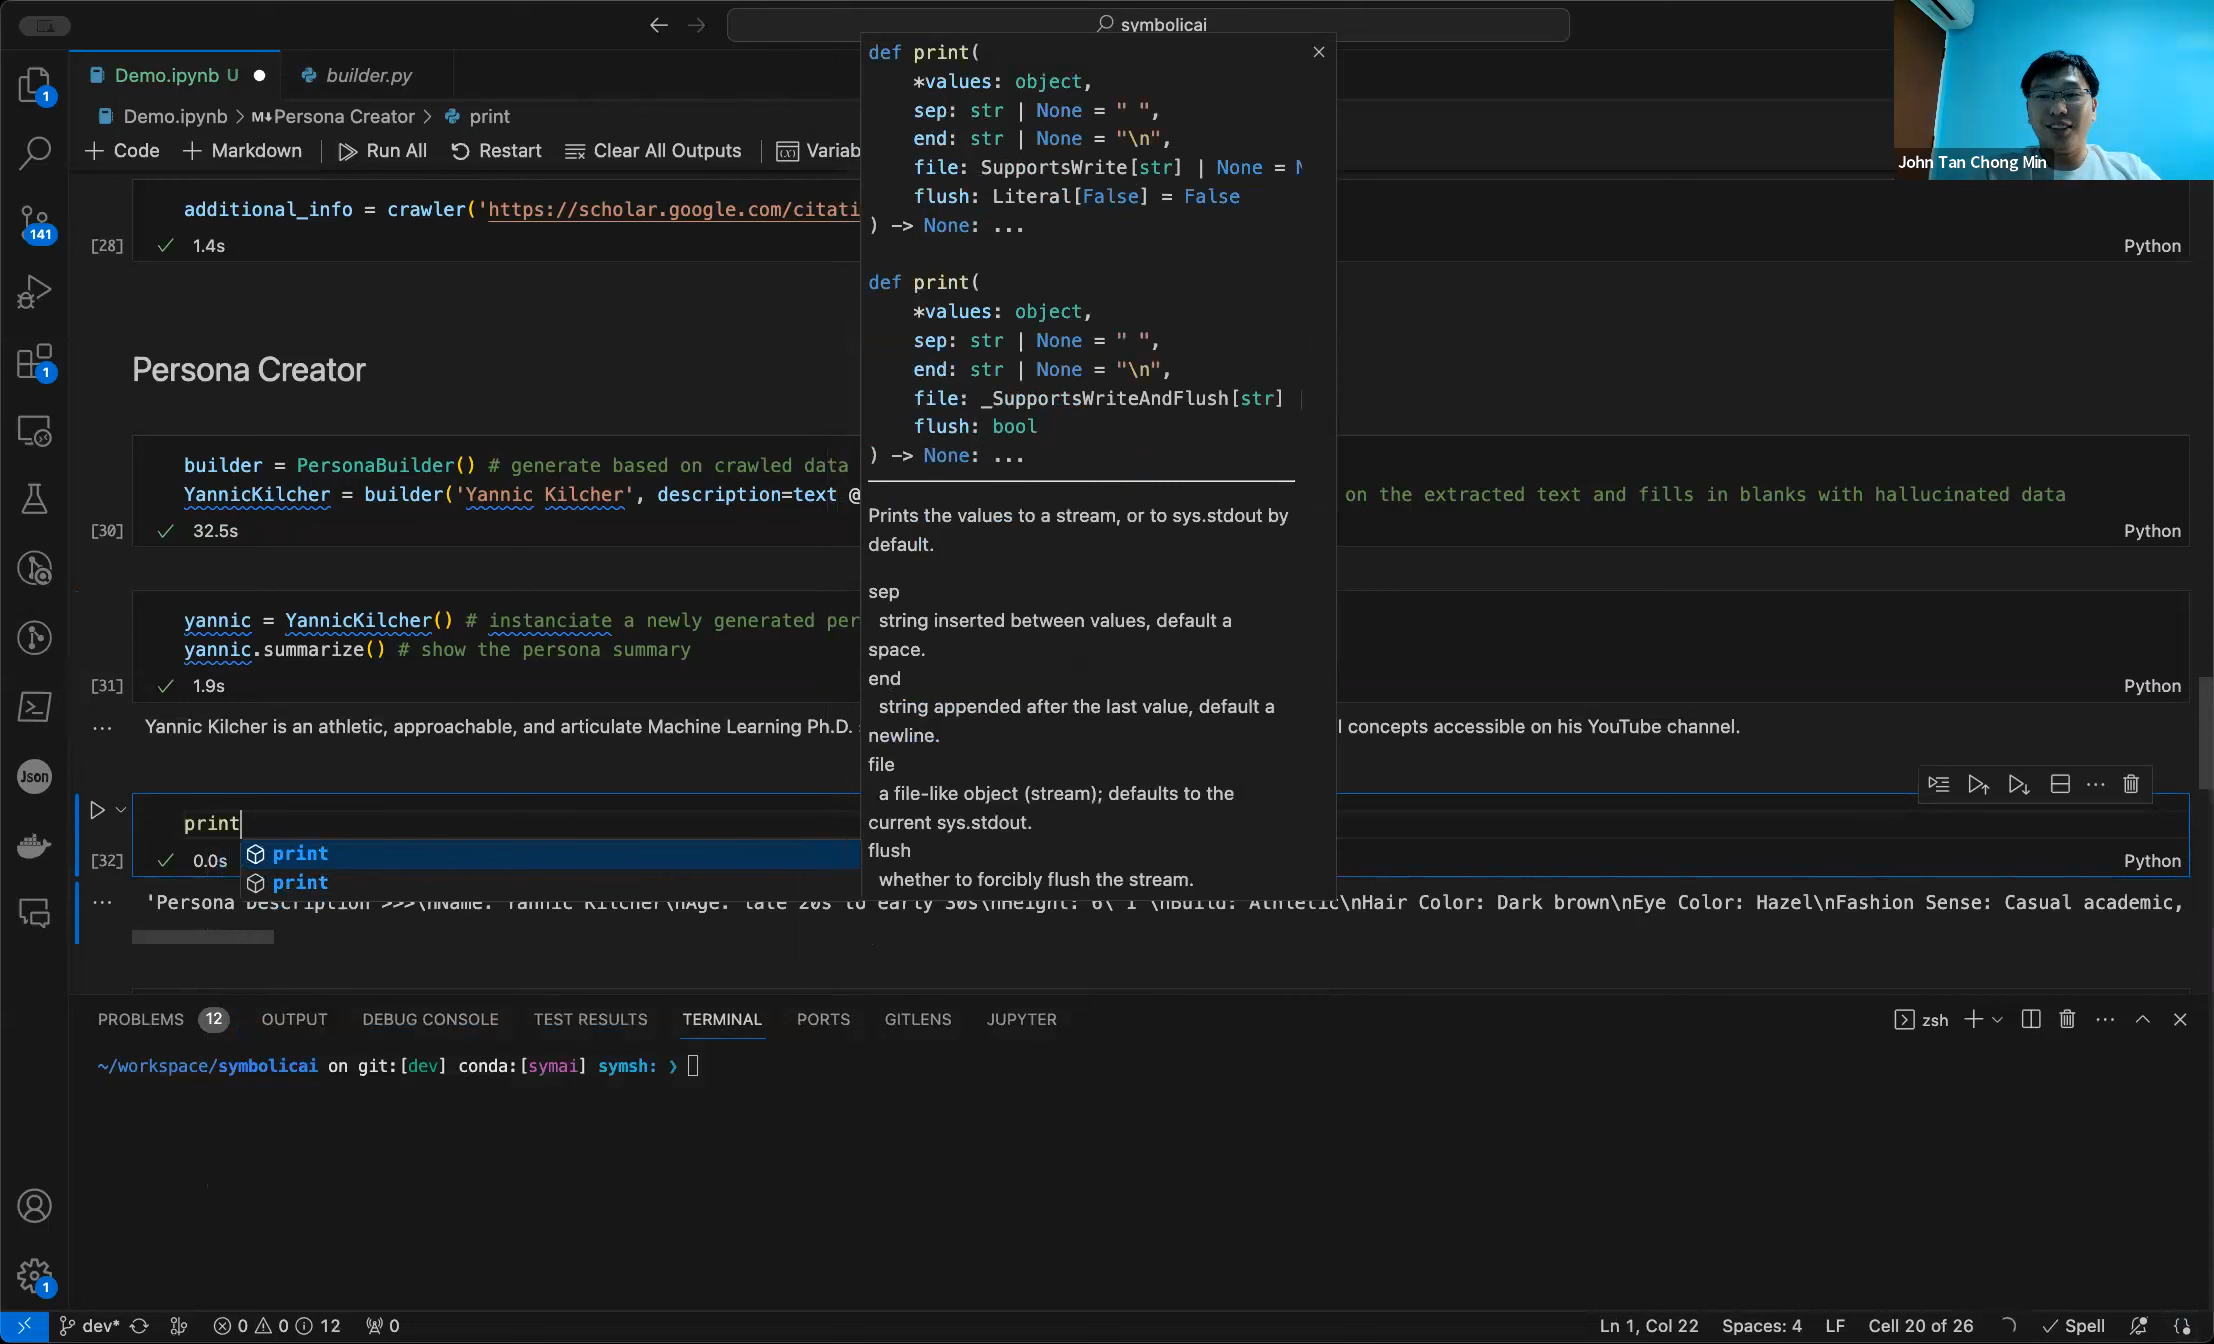 symbolicai
Demo.ipynb U
builder.py
Demo.ipynb > M↓Persona Creator > print
+ Code + Markdown Run All Restart Clear All Outputs Variab
additional_info = crawler('https://scholar.google.com/citati
[28] 1.4s
Python
Persona Creator
builder = PersonaBuilder() # generate based on crawled data
YannicKilcher = builder('Yannic Kilcher', description=text @
on the extracted text and fills in blanks with hallucinated data
[30] 32.5s
Python
yannic = YannicKilcher() # instanciate a newly generated per
yannic.summarize() # show the persona summary
[31] 1.9s
Python
Yannic Kilcher is an athletic, approachable, and articulate Machine Learning Ph.D.
l concepts accessible on his YouTube channel.
print
[32] 0.0s
print
print
Python
'Persona Description >>>\nName: Yannic Kilcher\nAge: late 20s to early 30s\nHeight: 6\'1"\nBuild: Athletic\nHair Color: Dark brown\nEye Color: Hazel\nFashion Sense: Casual academic,
def print(
*values: object,
sep: str | None = " ",
end: str | None = "\n",
file: SupportsWrite[str] | None = N
flush: Literal[False] = False
) -> None: ...
def print(
*values: object,
sep: str | None = " ",
end: str | None = "\n",
file: _SupportsWriteAndFlush[str] |
flush: bool
) -> None: ...
Prints the values to a stream, or to sys.stdout by
default.
sep
string inserted between values, default a
space.
end
string appended after the last value, default a
newline.
file
a file-like object (stream); defaults to the
current sys.stdout.
flush
whether to forcibly flush the stream.
John Tan Chong Min
1
141
1
Json
1
PROBLEMS 12 OUTPUT DEBUG CONSOLE TEST RESULTS TERMINAL PORTS GITLENS JUPYTER
zsh
~/workspace/symbolicai on git:[dev] conda:[symai] symsh: ❯
dev* 0 0 12 0
Ln 1, Col 22 Spaces: 4 LF Cell 20 of 26 Spell